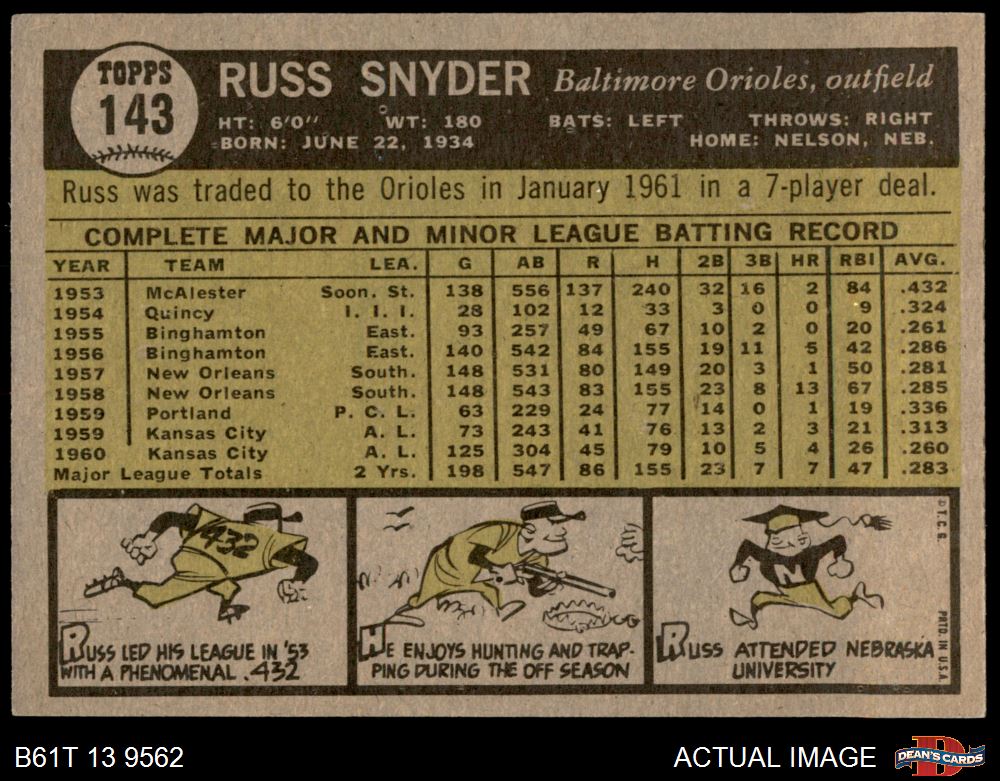 TOPPS
143
RUSS SNYDER Baltimore Orioles, outfield
HT: 6'0" WT: 180 BATS: LEFT THROWS: RIGHT
BORN: JUNE 22, 1934 HOME: NELSON, NEB.
Russ was traded to the Orioles in January 1961 in a 7-player deal.
COMPLETE MAJOR AND MINOR LEAGUE BATTING RECORD
YEAR TEAM LEA. G AB R H 2B 3B HR RBI AVG.
1953 McAlester Soon. St. 138 556 137 240 32 16 2 84 .432
1954 Quincy I. I. I. 28 102 12 33 3 0 0 9 .324
1955 Binghamton East. 93 257 49 67 10 2 0 20 .261
1956 Binghamton East. 140 542 84 155 19 11 5 42 .286
1957 New Orleans South. 148 531 80 149 20 3 1 50 .281
1958 New Orleans South. 148 543 83 155 23 8 13 67 .285
1959 Portland P. C. L. 63 229 24 77 14 0 1 19 .336
1959 Kansas City A. L. 73 243 41 76 13 2 3 21 .313
1960 Kansas City A. L. 125 304 45 79 10 5 4 26 .260
Major League Totals 2 Yrs. 198 547 86 155 23 7 7 47 .283
432
N
RUSS LED HIS LEAGUE IN '53
WITH A PHENOMENAL .432
HE ENJOYS HUNTING AND TRAP-
PING DURING THE OFF SEASON
RUSS ATTENDED NEBRASKA
UNIVERSITY
© T. C. G. PRTD. IN U.S.A.
B61T 13 9562
ACTUAL IMAGE
D
DEAN'S CARDS